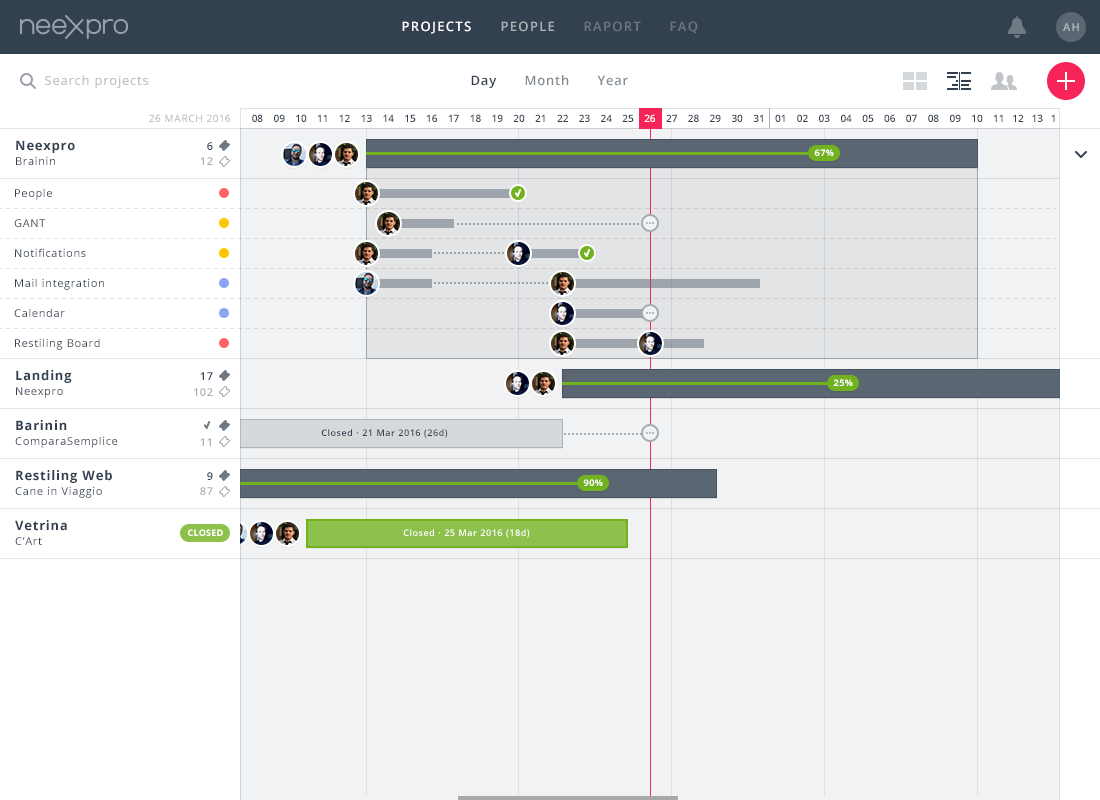 neexpro PROJECTS PEOPLE RAPORT FAQ AH
Search projects Day Month Year
26 MARCH 2016 08 09 10 11 12 13 14 15 16 17 18 19 20 21 22 23 24 25 26 27 28 29 30 31 01 02 03 04 05 06 07 08 09 10 11 12 13 1
Neexpro 6
Brainin 12
67%
People
GANT
Notifications
Mail integration
Calendar
Restiling Board
Landing 17
Neexpro 102
25%
Barinin
ComparaSemplice 11
Closed · 21 Mar 2016 (26d)
Restiling Web 9
Cane in Viaggio 87
90%
Vetrina
C'Art
CLOSED
Closed · 25 Mar 2016 (18d)